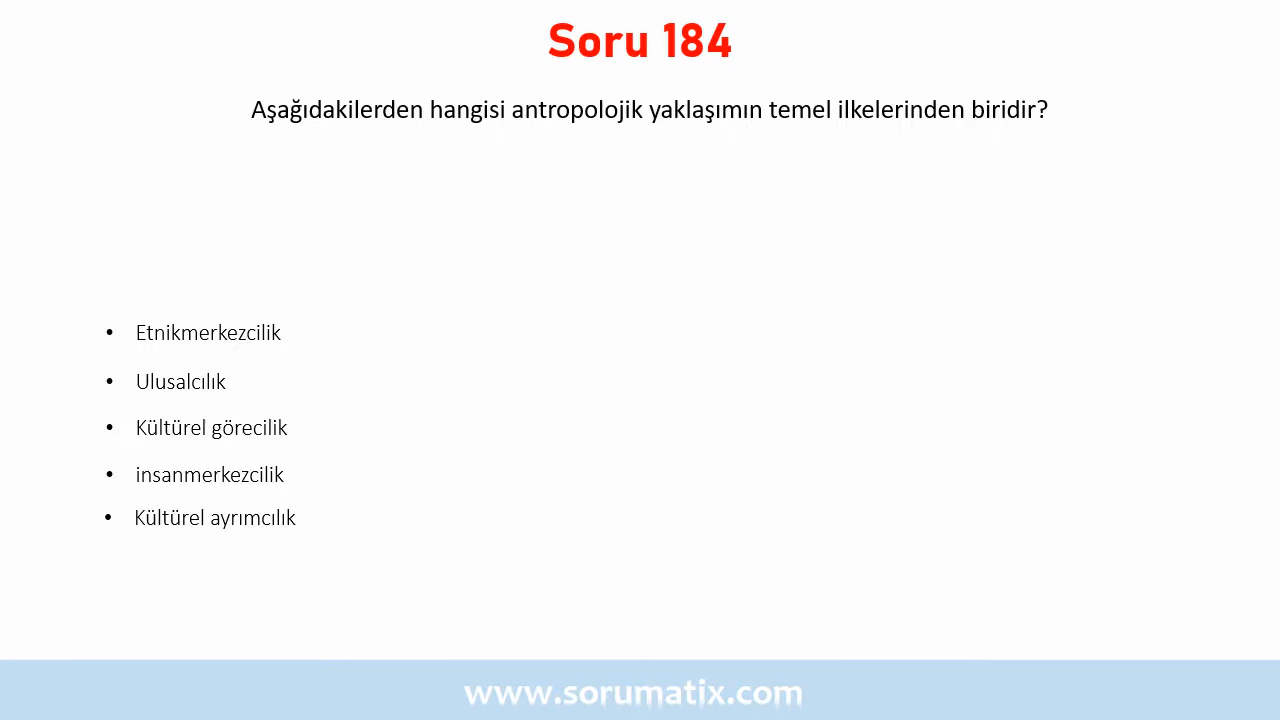 Soru 184
Aşağıdakilerden hangisi antropolojik yaklaşımın temel ilkelerinden biridir?
• Etnikmerkezcilik
• Ulusalcılık
• Kültürel görecilik
• insanmerkezcilik
• Kültürel ayrımcılık
www.sorumatix.com